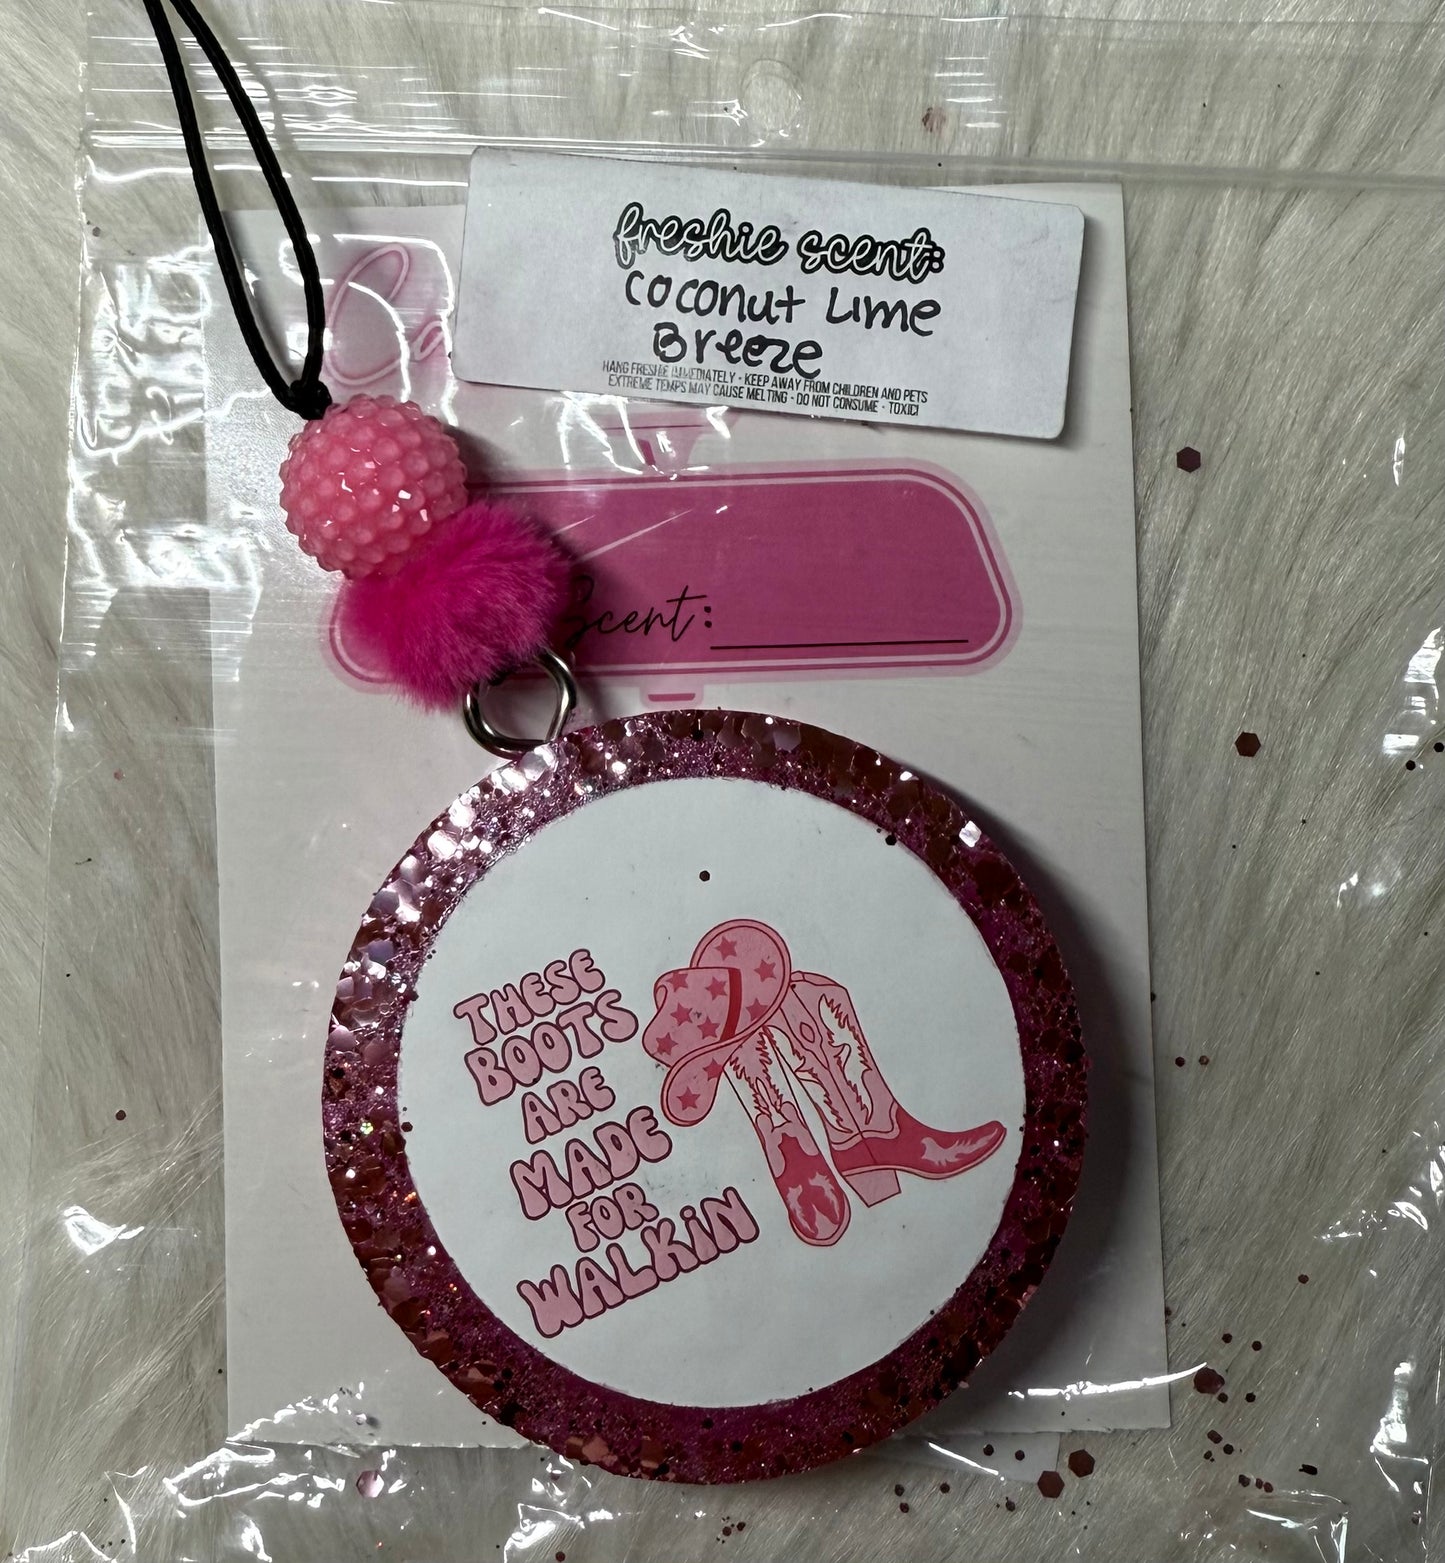 freshie scent:
coconut Lime
Breeze
HANG FRESHIE IMMEDIATELY - KEEP AWAY FROM CHILDREN AND PETS
EXTREME TEMPS MAY CAUSE MELTING - DO NOT CONSUME - TOXIC!
Scent:
THESE
BOOTS
ARE
MADE
FOR
WALKiN